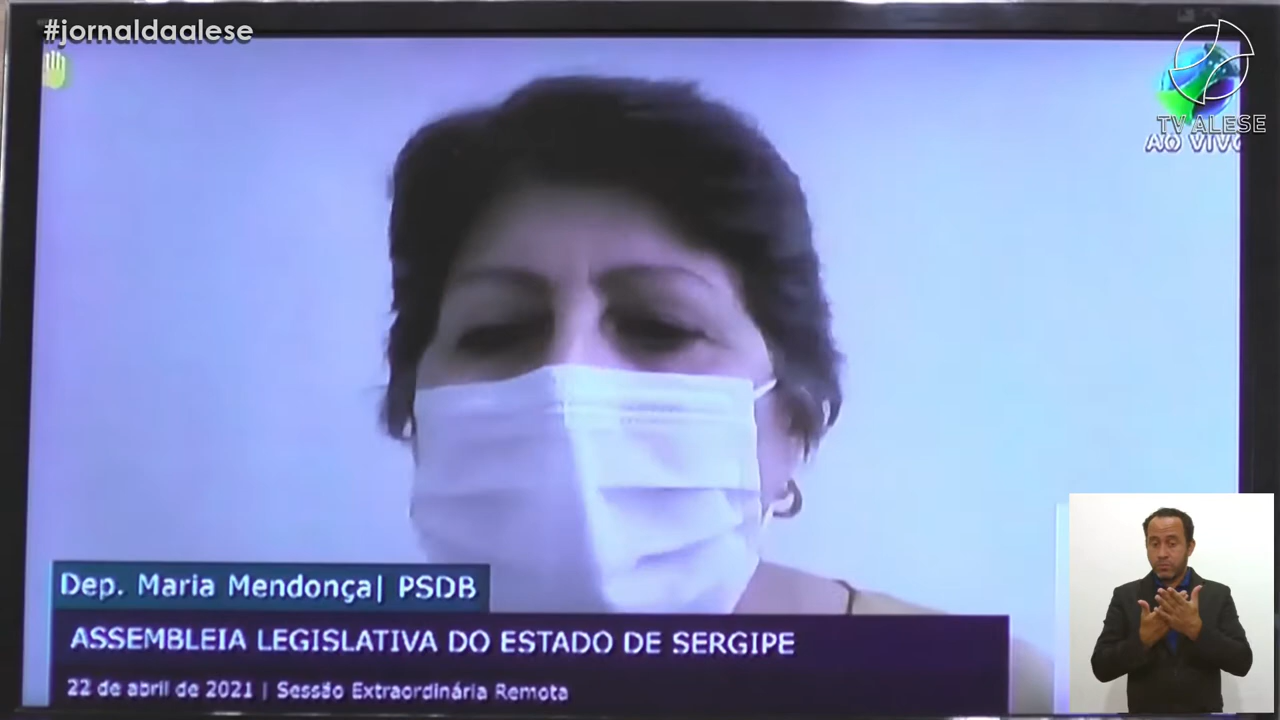 #jornaldaalese
TV ALESE
AO VIVO
Dep. Maria Mendonça| PSDB
ASSEMBLEIA LEGISLATIVA DO ESTADO DE SERGIPE
22 de abril de 2021 | Sessão Extraordinária Remota